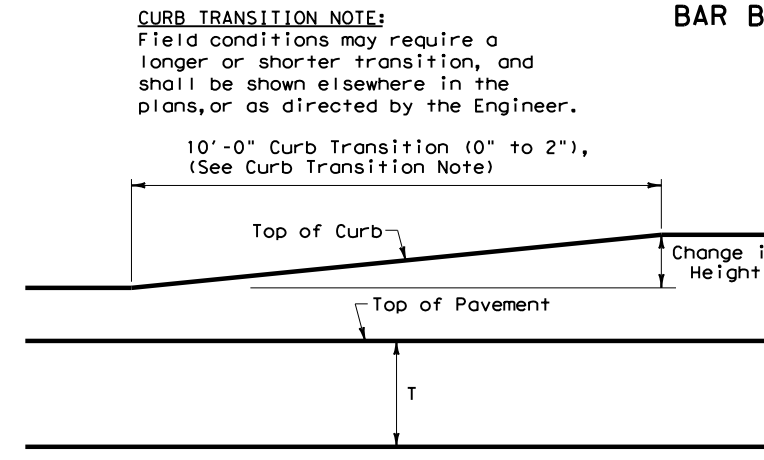 CURB TRANSITION NOTE:
Field conditions may require a
longer or shorter transition, and
shall be shown elsewhere in the
plans,or as directed by the Engineer.
BAR B
10'-0" Curb Transition (0" to 2"),
(See Curb Transition Note)
Top of Curb
Change i
Height
Top of Pavement
T